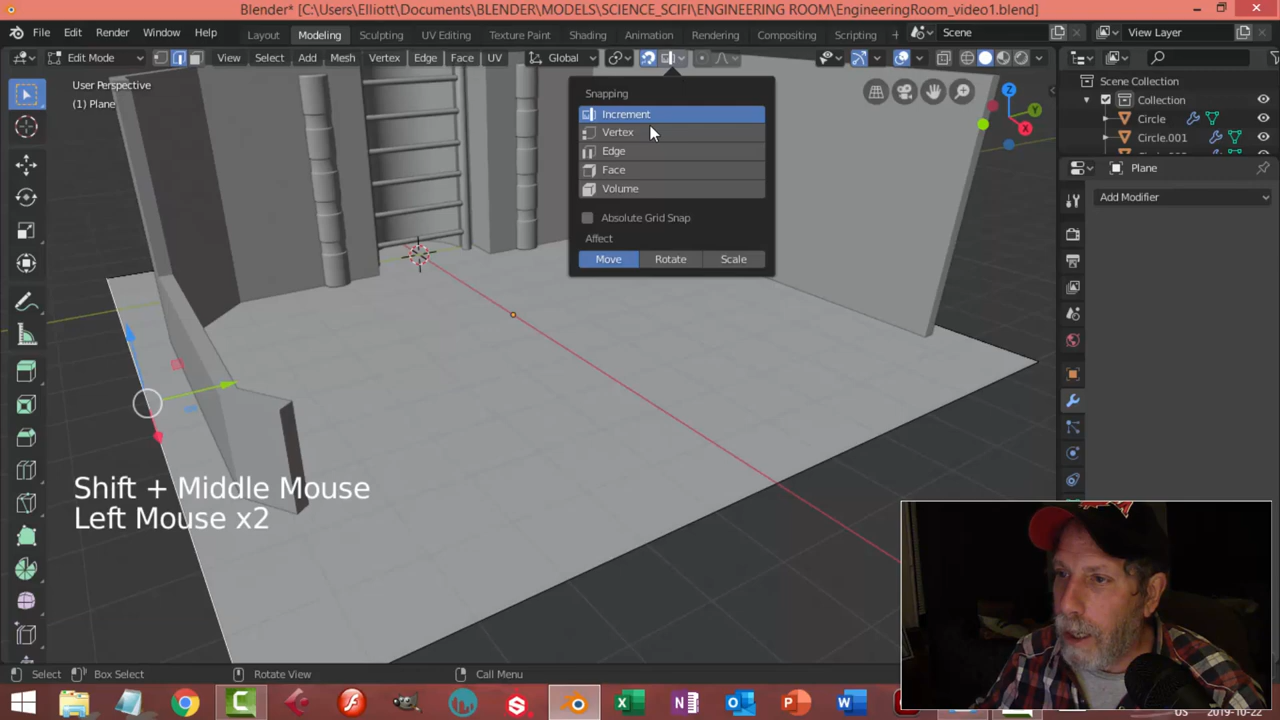 Blender* [C:\Users\Elliott\Documents\BLENDER\MODELS\SCIENCE_SCIFI\ENGINEERING ROOM\EngineeringRoom_video1.blend]
File Edit Render Window Help Layout Modeling Sculpting UV Editing Texture Paint Shading Animation Rendering Compositing Scripting Scene View Layer
Edit Mode View Select Add Mesh Vertex Edge Face UV Global
User Perspective
(1) Plane
Snapping
Increment
Vertex
Edge
Face
Volume
Absolute Grid Snap
Affect
Move Rotate Scale
Z
Y
X
Scene Collection
Collection
Circle
Circle.001
Plane
Add Modifier
Shift + Middle Mouse
Left Mouse x2
Select Box Select Rotate View Call Menu
US 2019-10-22